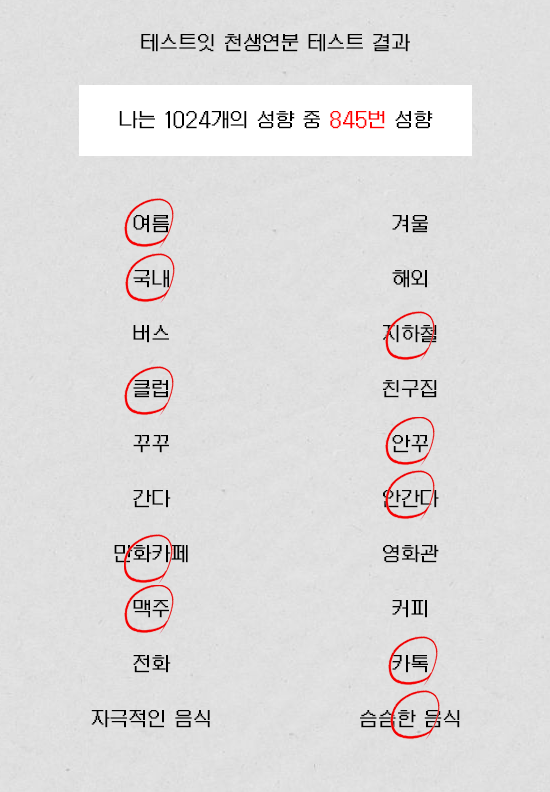 테스트잇 천생연분 테스트 결과
나는 1024개의 성향 중 845번 성향
여름 겨울
국내 해외
버스 지하철
클럽 친구집
꾸꾸 안꾸
간다 안간다
만화카페 영화관
맥주 커피
전화 카톡
자극적인 음식 슴슴한 음식